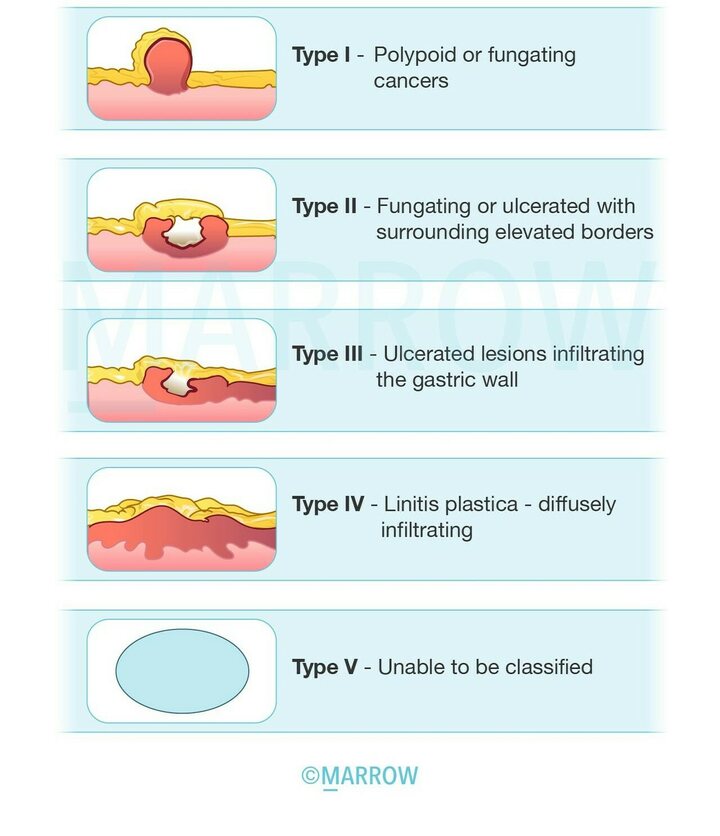 Type I - Polypoid or fungating
cancers
Type II - Fungating or ulcerated with
surrounding elevated borders
MARROW
Type III - Ulcerated lesions infiltrating
the gastric wall
Type IV - Linitis plastica - diffusely
infiltrating
Type V - Unable to be classified
©MARROW